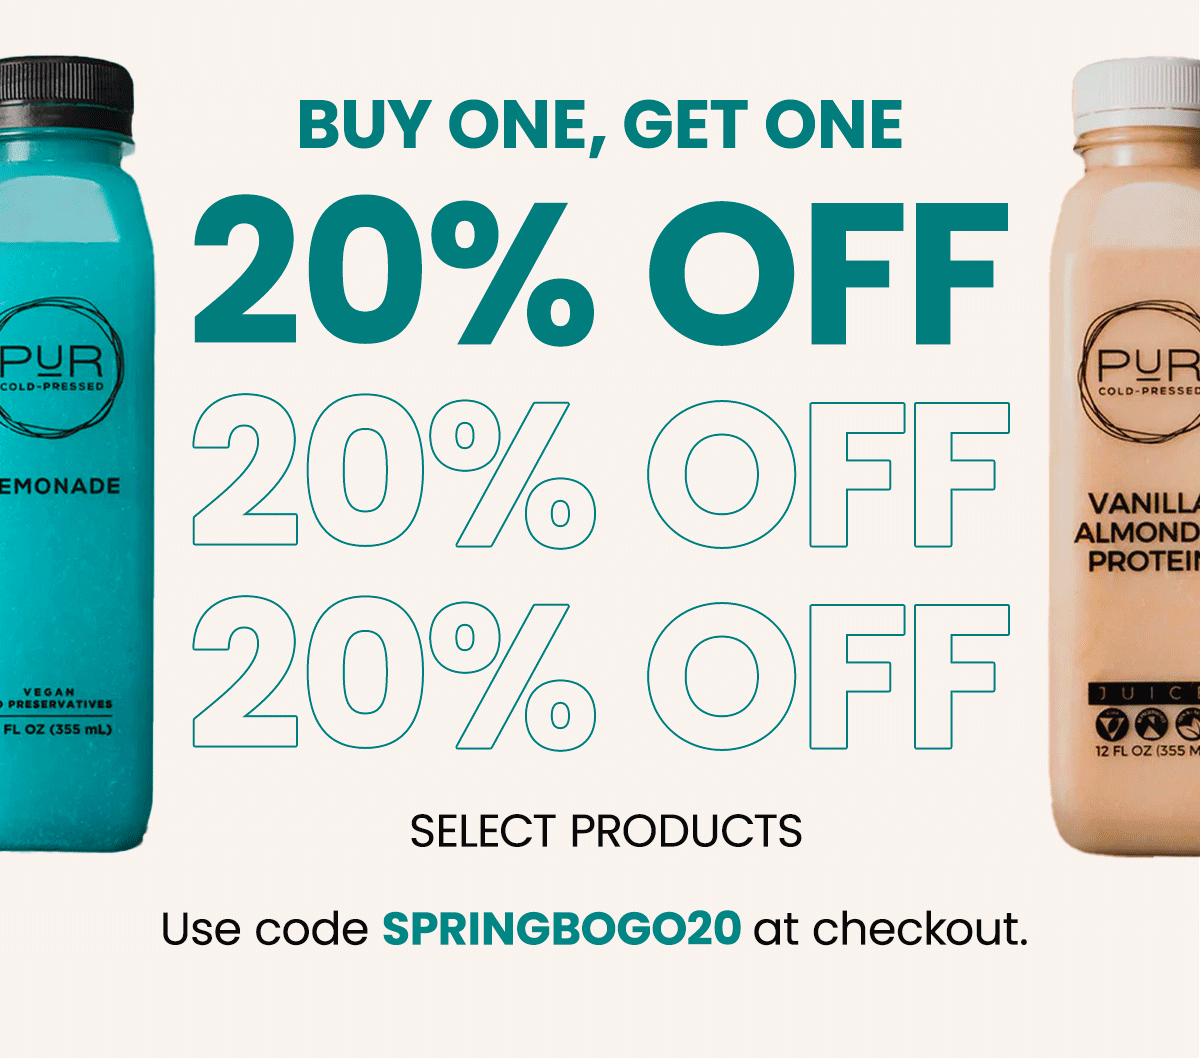 BUY ONE, GET ONE
20% OFF
20% OFF
20% OFF
SELECT PRODUCTS
Use code SPRINGBOGO20 at checkout.
PUR
COLD-PRESSED
EMONADE
VEGAN
PRESERVATIVES
FL OZ (355 mL)
PUR
COLD-PRESSED
VANILLA
ALMOND
PROTEIN
JUICE
12 FL OZ (355 M